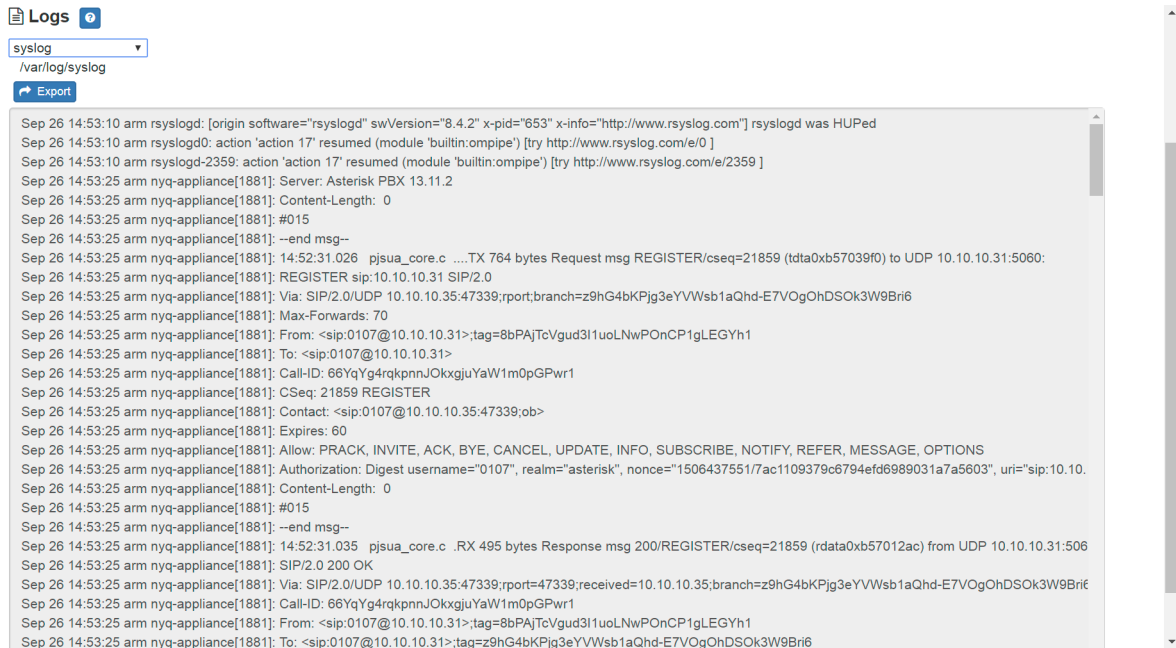 Logs
syslog
/var/log/syslog
Export
Sep 26 14:53:10 arm rsyslogd: [origin software="rsyslogd" swVersion="8.4.2" x-pid="653" x-info="http://www.rsyslog.com"] rsyslogd was HUPed
Sep 26 14:53:10 arm rsyslogd0: action 'action 17' resumed (module 'builtin:ompipe') [try http://www.rsyslog.com/e/0 ]
Sep 26 14:53:10 arm rsyslogd-2359: action 'action 17' resumed (module 'builtin:ompipe') [try http://www.rsyslog.com/e/2359 ]
Sep 26 14:53:25 arm nyq-appliance[1881]: Server: Asterisk PBX 13.11.2
Sep 26 14:53:25 arm nyq-appliance[1881]: Content-Length:  0
Sep 26 14:53:25 arm nyq-appliance[1881]: #015
Sep 26 14:53:25 arm nyq-appliance[1881]: --end msg--
Sep 26 14:53:25 arm nyq-appliance[1881]: 14:52:31.026   pjsua_core.c  ....TX 764 bytes Request msg REGISTER/cseq=21859 (tdta0xb57039f0) to UDP 10.10.10.31:5060:
Sep 26 14:53:25 arm nyq-appliance[1881]: REGISTER sip:10.10.10.31 SIP/2.0
Sep 26 14:53:25 arm nyq-appliance[1881]: Via: SIP/2.0/UDP 10.10.10.35:47339;rport;branch=z9hG4bKPjg3eYVWsb1aQhd-E7VOgOhDSOk3W9Bri6
Sep 26 14:53:25 arm nyq-appliance[1881]: Max-Forwards: 70
Sep 26 14:53:25 arm nyq-appliance[1881]: From: <sip:0107@10.10.10.31>;tag=8bPAjTcVgud3I1uoLNwPOnCP1gLEGYh1
Sep 26 14:53:25 arm nyq-appliance[1881]: To: <sip:0107@10.10.10.31>
Sep 26 14:53:25 arm nyq-appliance[1881]: Call-ID: 66YqYg4rqkpnnJOkxgjuYaW1m0pGPwr1
Sep 26 14:53:25 arm nyq-appliance[1881]: CSeq: 21859 REGISTER
Sep 26 14:53:25 arm nyq-appliance[1881]: Contact: <sip:0107@10.10.10.35:47339;ob>
Sep 26 14:53:25 arm nyq-appliance[1881]: Expires: 60
Sep 26 14:53:25 arm nyq-appliance[1881]: Allow: PRACK, INVITE, ACK, BYE, CANCEL, UPDATE, INFO, SUBSCRIBE, NOTIFY, REFER, MESSAGE, OPTIONS
Sep 26 14:53:25 arm nyq-appliance[1881]: Authorization: Digest username="0107", realm="asterisk", nonce="1506437551/7ac1109379c6794efd6989031a7a5603", uri="sip:10.10.
Sep 26 14:53:25 arm nyq-appliance[1881]: Content-Length:  0
Sep 26 14:53:25 arm nyq-appliance[1881]: #015
Sep 26 14:53:25 arm nyq-appliance[1881]: --end msg--
Sep 26 14:53:25 arm nyq-appliance[1881]: 14:52:31.035   pjsua_core.c  .RX 495 bytes Response msg 200/REGISTER/cseq=21859 (rdata0xb57012ac) from UDP 10.10.10.31:506
Sep 26 14:53:25 arm nyq-appliance[1881]: SIP/2.0 200 OK
Sep 26 14:53:25 arm nyq-appliance[1881]: Via: SIP/2.0/UDP 10.10.10.35:47339;rport=47339;received=10.10.10.35;branch=z9hG4bKPjg3eYVWsb1aQhd-E7VOgOhDSOk3W9Bri6
Sep 26 14:53:25 arm nyq-appliance[1881]: Call-ID: 66YqYg4rqkpnnJOkxgjuYaW1m0pGPwr1
Sep 26 14:53:25 arm nyq-appliance[1881]: From: <sip:0107@10.10.10.31>;tag=8bPAjTcVgud3I1uoLNwPOnCP1gLEGYh1
Sep 26 14:53:25 arm nyq-appliance[1881]: To: <sip:0107@10.10.10.31>;tag=z9hG4bKPjg3eYVWsb1aQhd-E7VOgOhDSOk3W9Bri6